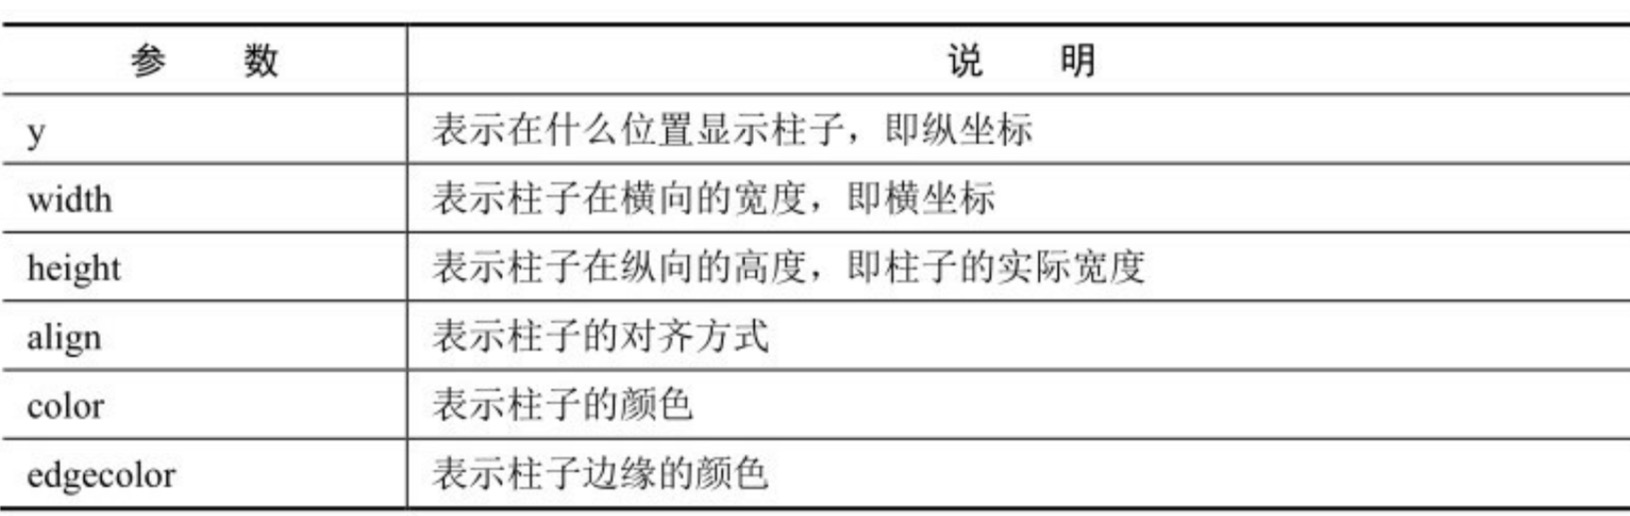 参 数 说 明
y 表示在什么位置显示柱子，即纵坐标
width 表示柱子在横向的宽度，即横坐标
height 表示柱子在纵向的高度，即柱子的实际宽度
align 表示柱子的对齐方式
color 表示柱子的颜色
edgecolor 表示柱子边缘的颜色